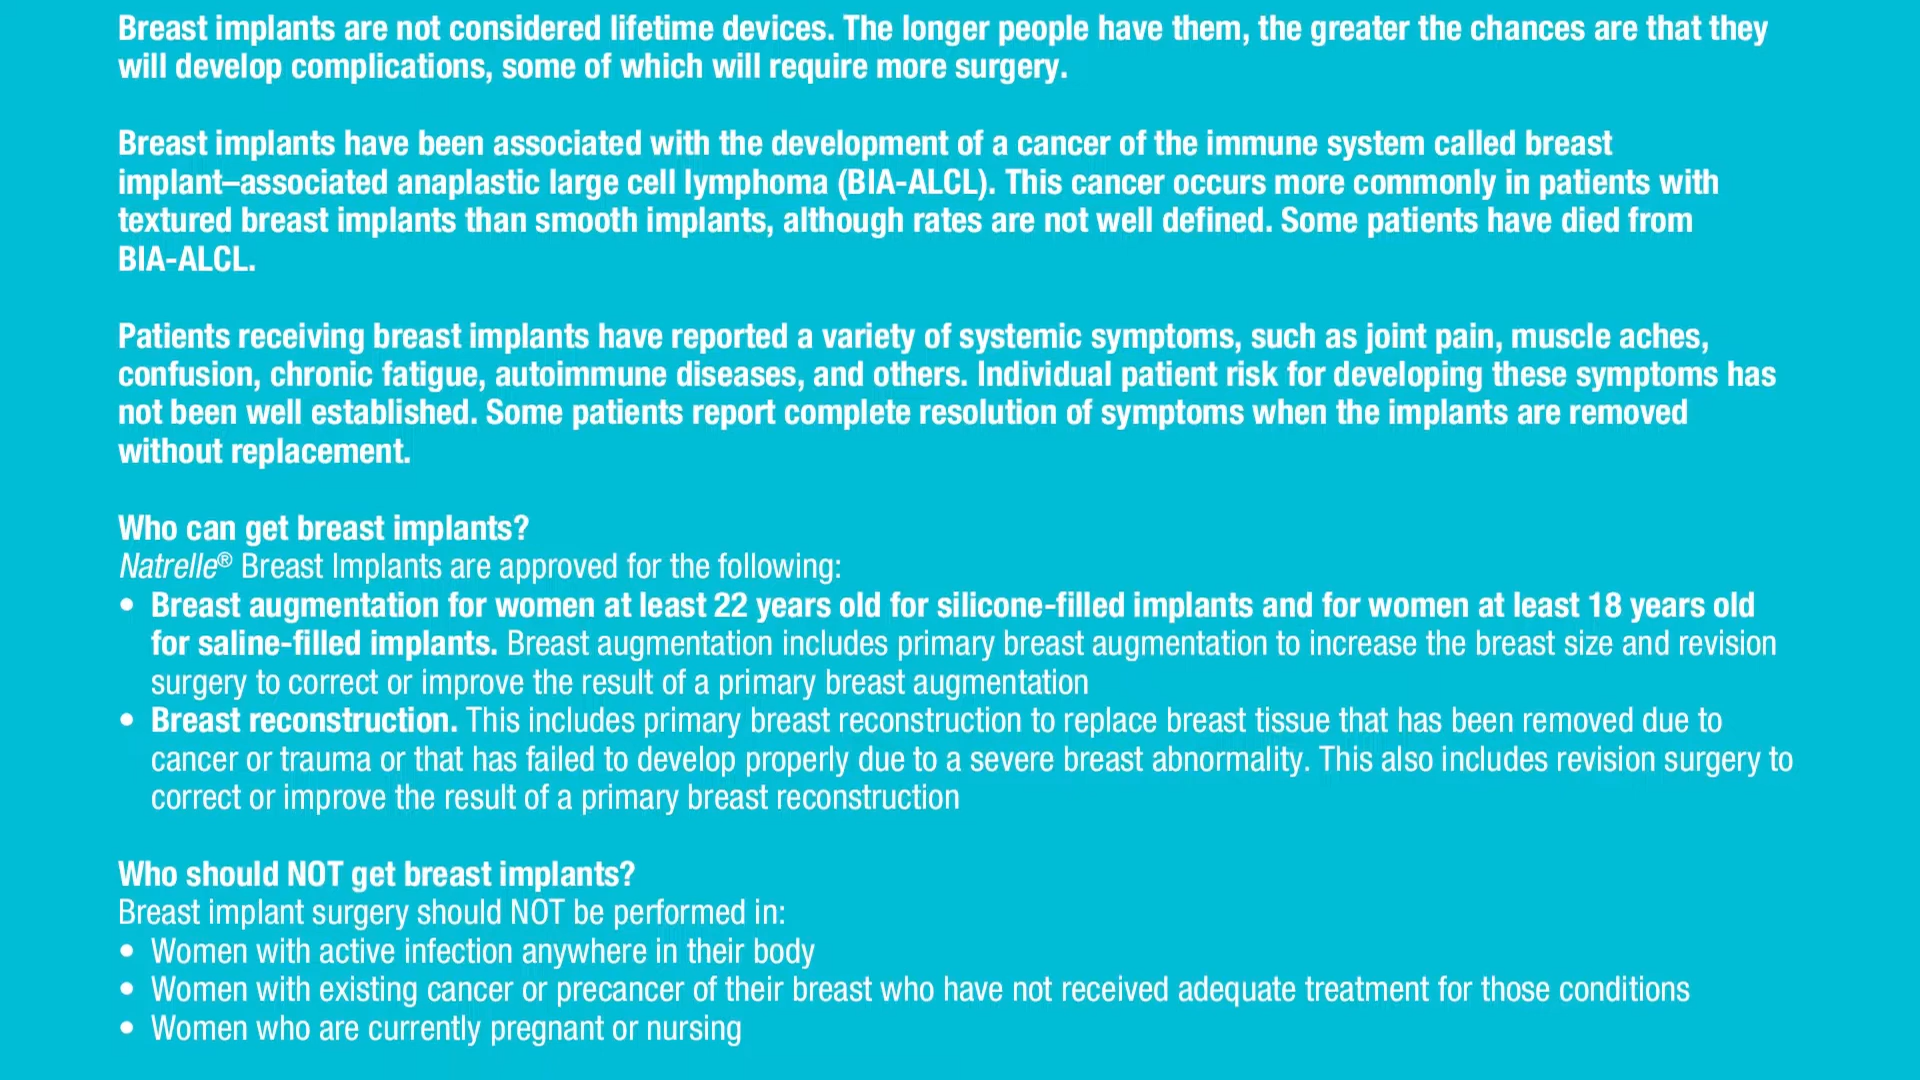 Breast implants are not considered lifetime devices. The longer people have them, the greater the chances are that they
will develop complications, some of which will require more surgery.
Breast implants have been associated with the development of a cancer of the immune system called breast
implant–associated anaplastic large cell lymphoma (BIA-ALCL). This cancer occurs more commonly in patients with
textured breast implants than smooth implants, although rates are not well defined. Some patients have died from
BIA-ALCL.
Patients receiving breast implants have reported a variety of systemic symptoms, such as joint pain, muscle aches,
confusion, chronic fatigue, autoimmune diseases, and others. Individual patient risk for developing these symptoms has
not been well established. Some patients report complete resolution of symptoms when the implants are removed
without replacement.
Who can get breast implants?
Natrelle® Breast Implants are approved for the following:
• Breast augmentation for women at least 22 years old for silicone-filled implants and for women at least 18 years old
for saline-filled implants. Breast augmentation includes primary breast augmentation to increase the breast size and revision
surgery to correct or improve the result of a primary breast augmentation
• Breast reconstruction. This includes primary breast reconstruction to replace breast tissue that has been removed due to
cancer or trauma or that has failed to develop properly due to a severe breast abnormality. This also includes revision surgery to
correct or improve the result of a primary breast reconstruction
Who should NOT get breast implants?
Breast implant surgery should NOT be performed in:
• Women with active infection anywhere in their body
• Women with existing cancer or precancer of their breast who have not received adequate treatment for those conditions
• Women who are currently pregnant or nursing